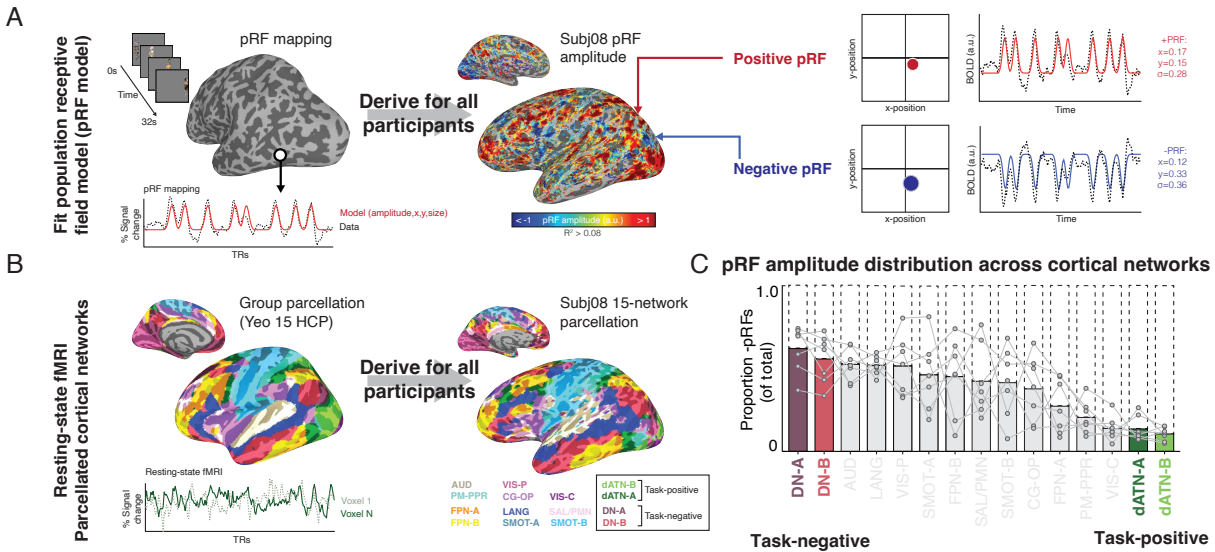 A
Fit population receptive
field model (pRF model)
0s
Time
32s
pRF mapping
pRF mapping
% Signal
change
TRs
Model (amplitude,x,y,size)
Data
Derive for all
participants
Subj08 pRF
amplitude
< -1 pRF amplitude (a.u.) > 1
R² > 0.08
Positive pRF
Negative pRF
y-position
x-position
BOLD (a.u.)
Time
+PRF:
x=0.17
y=0.15
σ=0.28
y-position
x-position
BOLD (a.u.)
Time
-PRF:
x=0.12
y=0.33
σ=0.36
B
Resting-state fMRI
Parcellated cortical networks
Group parcellation
(Yeo 15 HCP)
Resting-state fMRI
% Signal
change
TRs
Voxel 1
Voxel N
Derive for all
participants
Subj08 15-network
parcellation
AUD VIS-P
PM-PPR CG-OP VIS-C
FPN-A LANG SAL/PMN
FPN-B SMOT-A SMOT-B
dATN-B
dATN-A
Task-positive
DN-A
DN-B
Task-negative
C pRF amplitude distribution across cortical networks
Proportion -pRFs
(of total)
1.0
0
DN-A
DN-B
AUD
LANG
VIS-P
SMOT-A
FPN-B
SAL/PMN
SMOT-B
CG-OP
FPN-A
PM-PPR
VIS-C
dATN-A
dATN-B
Task-negative
Task-positive